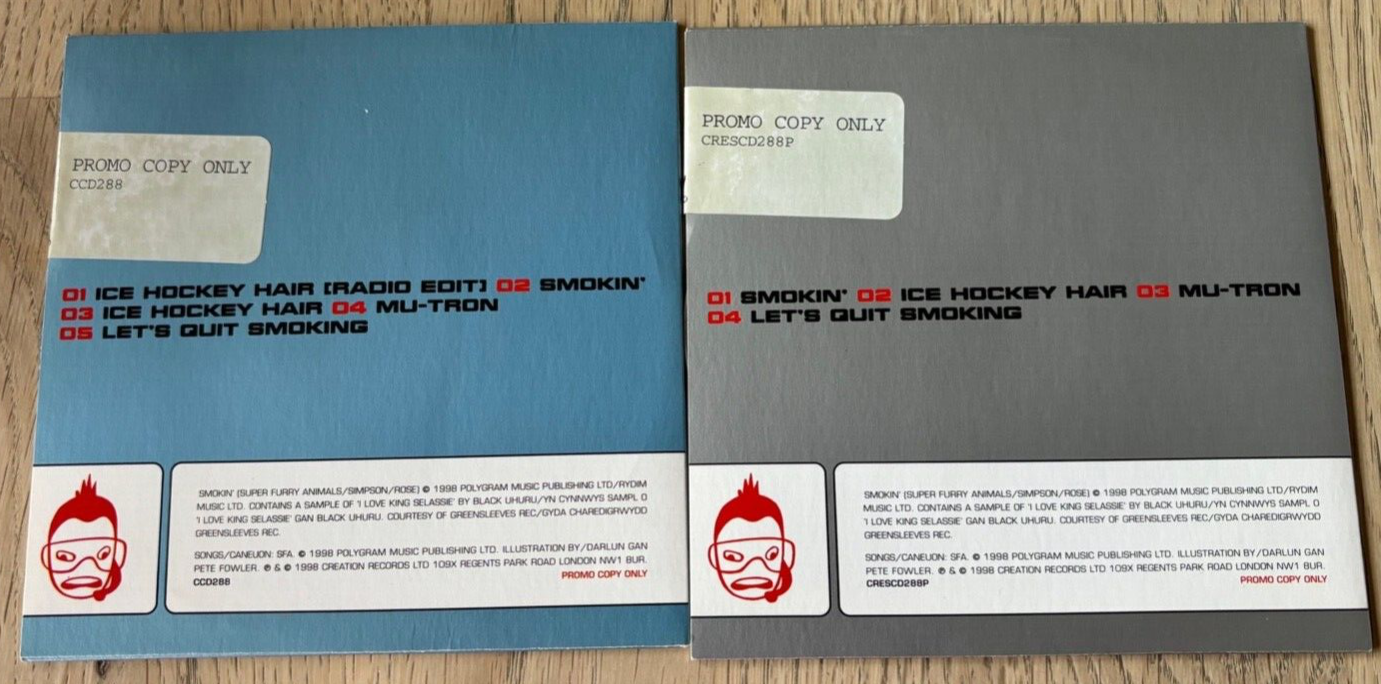 PROMO COPY ONLY
CCD288
01 ICE HOCKEY HAIR [RADIO EDIT] 02 SMOKIN'
03 ICE HOCKEY HAIR 04 MU-TRON
05 LET'S QUIT SMOKING
SMOKIN' (SUPER FURRY ANIMALS/SIMPSON/ROSE) © 1998 POLYGRAM MUSIC PUBLISHING LTD/RYDIM
MUSIC LTD. CONTAINS A SAMPLE OF 'I LOVE KING SELASSIE' BY BLACK UHURU/YN CYNNWYS SAMPL O
'I LOVE KING SELASSIE' GAN BLACK UHURU. COURTESY OF GREENSLEEVES REC/GYDA CHAREDIGRWYDD
GREENSLEEVES REC.
SONGS/CANEUON: SFA. © 1998 POLYGRAM MUSIC PUBLISHING LTD. ILLUSTRATION BY/DARLUN GAN
PETE FOWLER. ℗ & © 1998 CREATION RECORDS LTD 109X REGENTS PARK ROAD LONDON NW1 8UR.
CCD288 PROMO COPY ONLY
PROMO COPY ONLY
CRESCD288P
01 SMOKIN' 02 ICE HOCKEY HAIR 03 MU-TRON
04 LET'S QUIT SMOKING
SMOKIN' (SUPER FURRY ANIMALS/SIMPSON/ROSE) © 1998 POLYGRAM MUSIC PUBLISHING LTD/RYDIM
MUSIC LTD. CONTAINS A SAMPLE OF 'I LOVE KING SELASSIE' BY BLACK UHURU/YN CYNNWYS SAMPL O
'I LOVE KING SELASSIE' GAN BLACK UHURU. COURTESY OF GREENSLEEVES REC/GYDA CHAREDIGRWYDD
GREENSLEEVES REC.
SONGS/CANEUON: SFA. © 1998 POLYGRAM MUSIC PUBLISHING LTD. ILLUSTRATION BY/DARLUN GAN
PETE FOWLER. ℗ & © 1998 CREATION RECORDS LTD 109X REGENTS PARK ROAD LONDON NW1 8UR.
CRESCD288P PROMO COPY ONLY